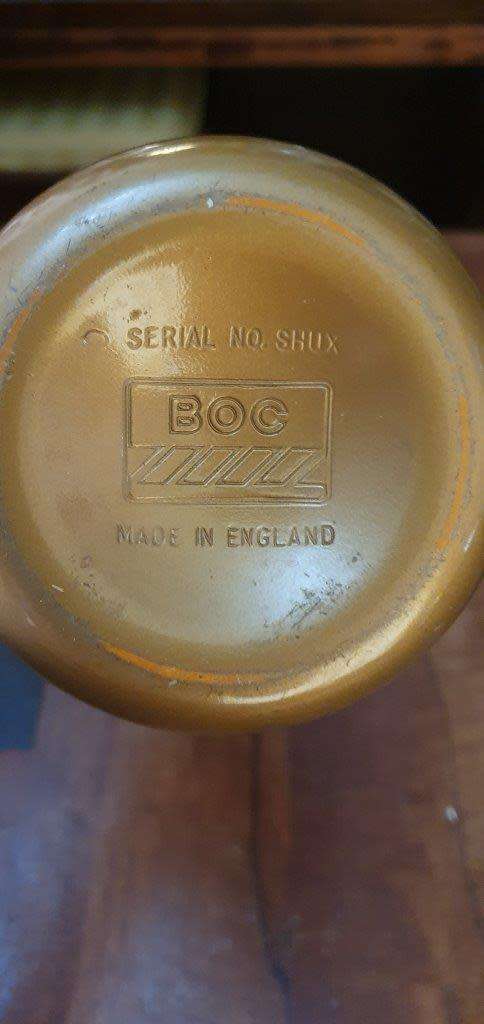 SERIAL NO. SHUX
BOC
MADE IN ENGLAND